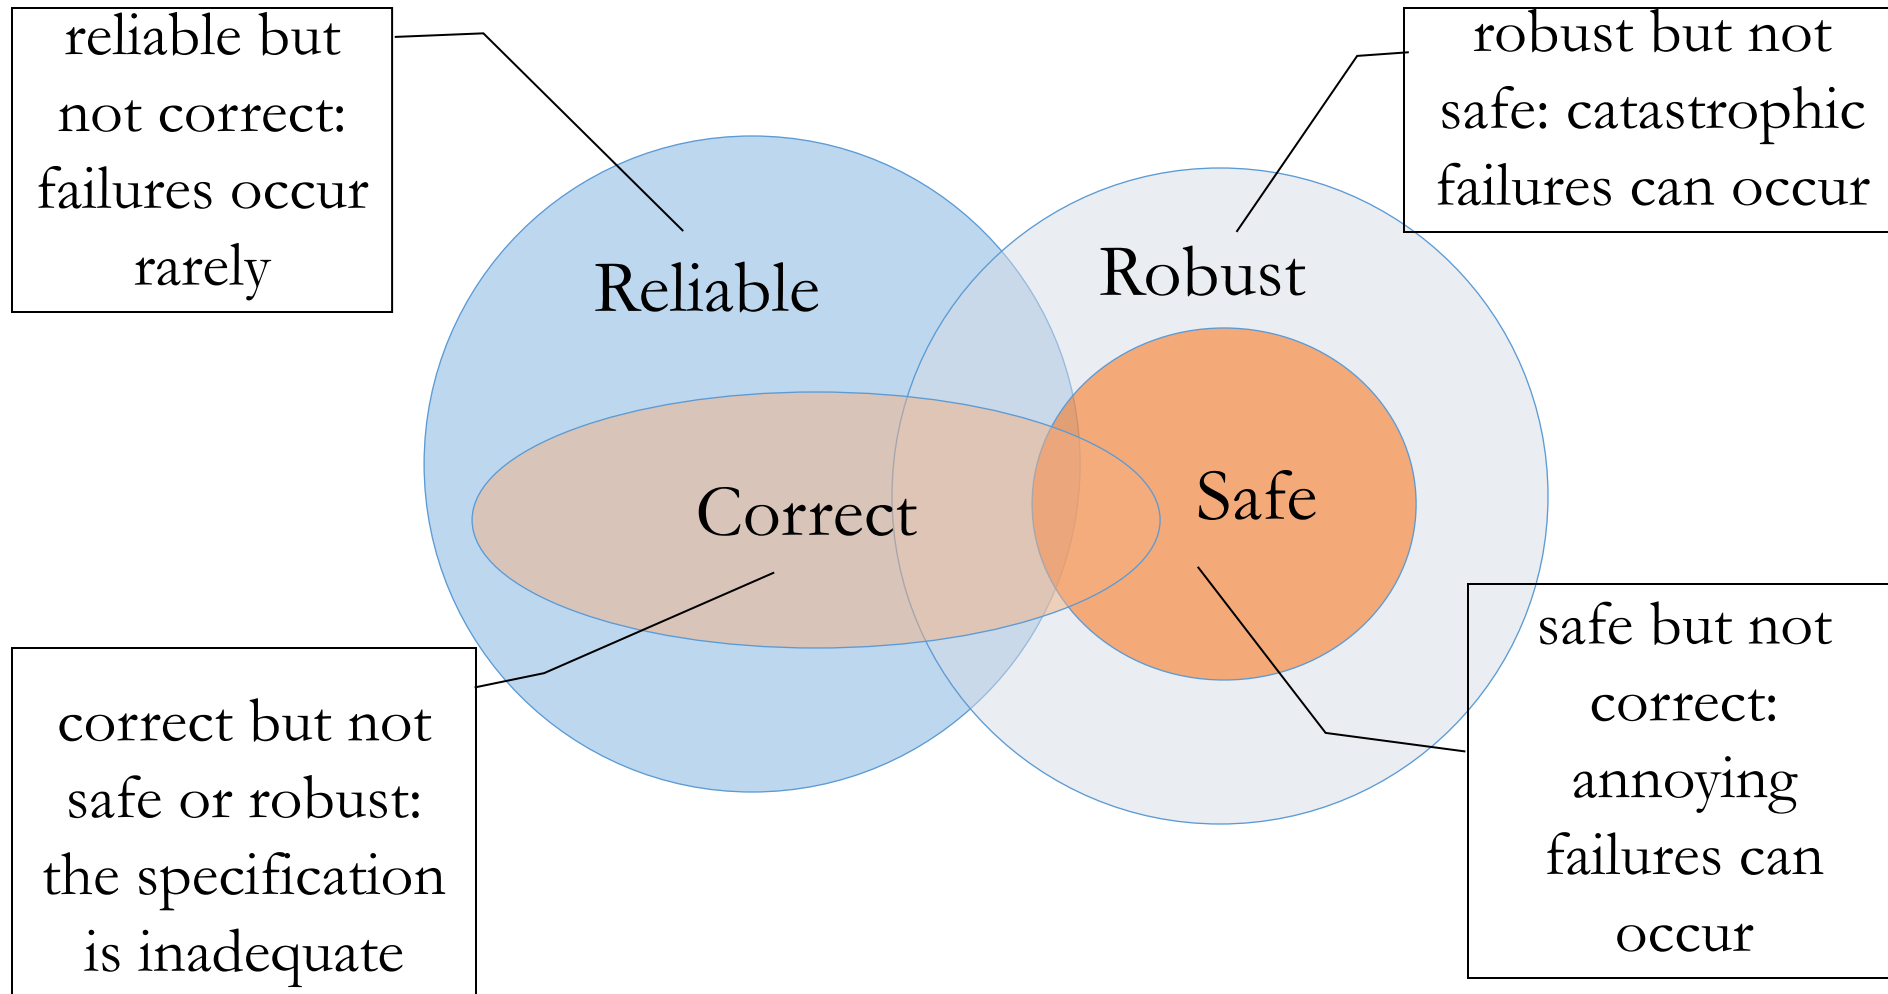 reliable but
not correct:
failures occur
rarely
robust but not
safe: catastrophic
failures can occur
Reliable
Robust
Correct
Safe
correct but not
safe or robust:
the specification
is inadequate
safe but not
correct:
annoying
failures can
occur